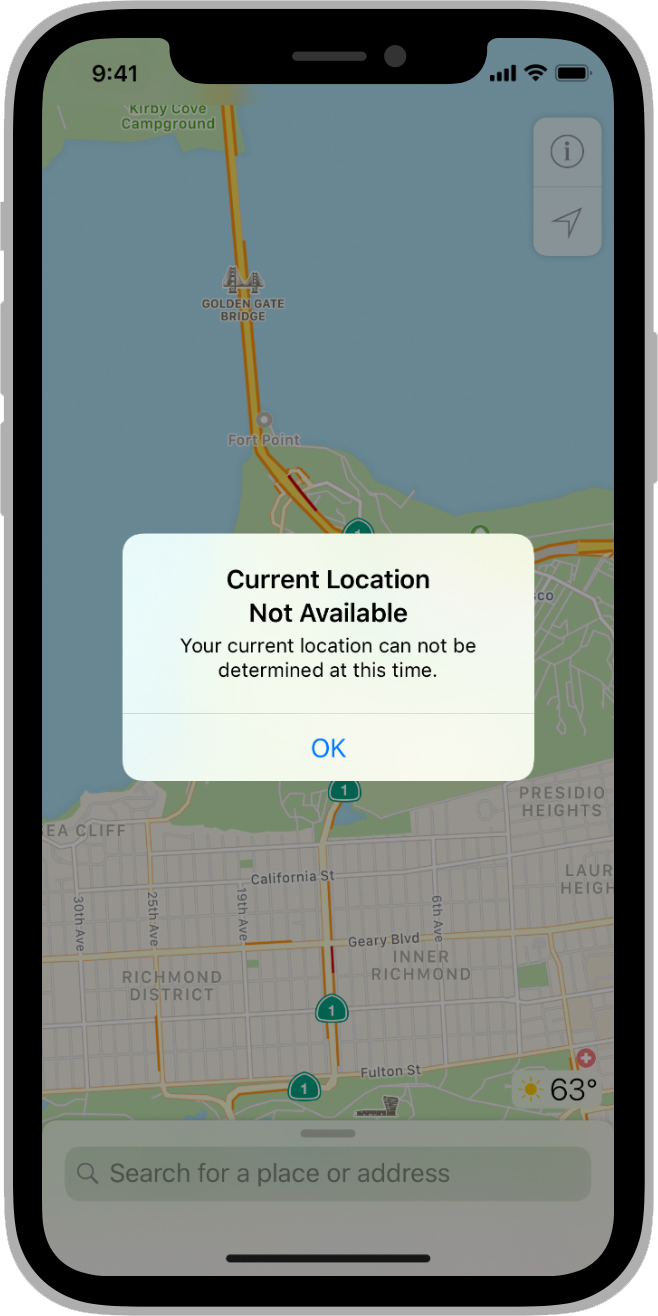 9:41
Kirby Cove
Campground
GOLDEN GATE
BRIDGE
Fort Point
1
sco
Current Location
Not Available
Your current location can not be
determined at this time.
OK
1
PRESIDIO
HEIGHTS
EA CLIFF
California St
LAUR
HEIGH
30th Ave
25th Ave
19th Ave
6th Ave
Geary Blvd
INNER
RICHMOND
RICHMOND
DISTRICT
1
Fulton St
1
63°
Search for a place or address